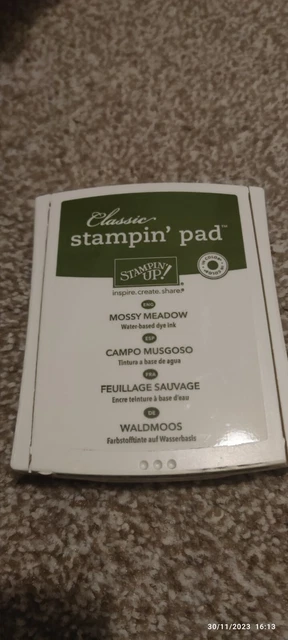 Classic
stampin' pad™
STAMPIN' UP!®
inspire.create.share.®
ENG
MOSSY MEADOW
Water-based dye ink
ESP
CAMPO MUSGOSO
Tintura a base de agua
FRA
FEUILLAGE SAUVAGE
Encre teinture à base d'eau
DE
WALDMOOS
Farbstofftinte auf Wasserbasis
30/11/2023 16:13